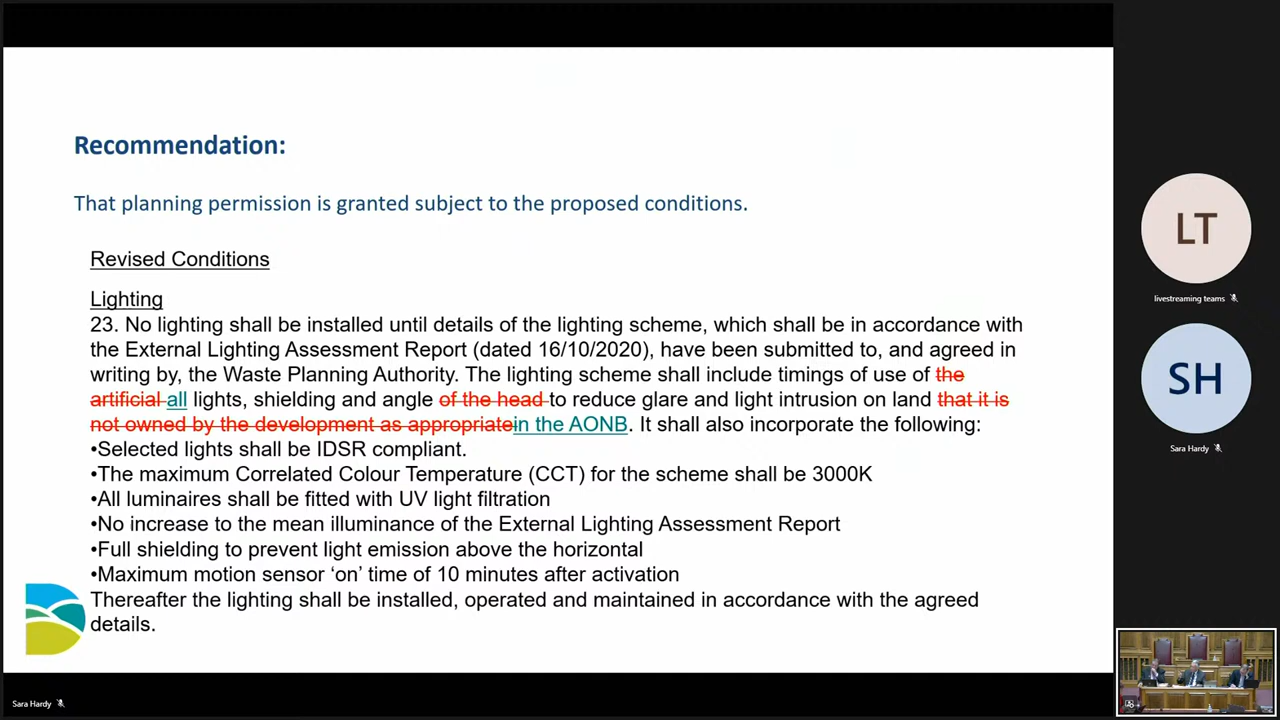 Recommendation:
That planning permission is granted subject to the proposed conditions.
Revised Conditions
Lighting
23. No lighting shall be installed until details of the lighting scheme, which shall be in accordance with
the External Lighting Assessment Report (dated 16/10/2020), have been submitted to, and agreed in
writing by, the Waste Planning Authority. The lighting scheme shall include timings of use of the
artificial all lights, shielding and angle of the head to reduce glare and light intrusion on land that it is
not owned by the development as appropriatein the AONB. It shall also incorporate the following:
•Selected lights shall be IDSR compliant.
•The maximum Correlated Colour Temperature (CCT) for the scheme shall be 3000K
•All luminaires shall be fitted with UV light filtration
•No increase to the mean illuminance of the External Lighting Assessment Report
•Full shielding to prevent light emission above the horizontal
•Maximum motion sensor ‘on’ time of 10 minutes after activation
Thereafter the lighting shall be installed, operated and maintained in accordance with the agreed
details.
Sara Hardy
LT
livestreaming teams
SH
Sara Hardy